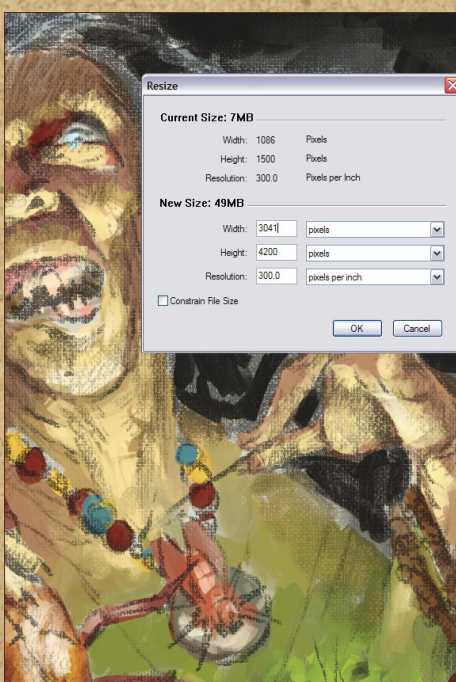 Resize
Current Size: 7MB
Width: 1086 Pixels
Height: 1500 Pixels
Resolution: 300.0 Pixels per Inch
New Size: 49MB
Width: 3041 pixels
Height: 4200 pixels
Resolution: 300.0 pixels per inch
Constrain File Size
OK Cancel